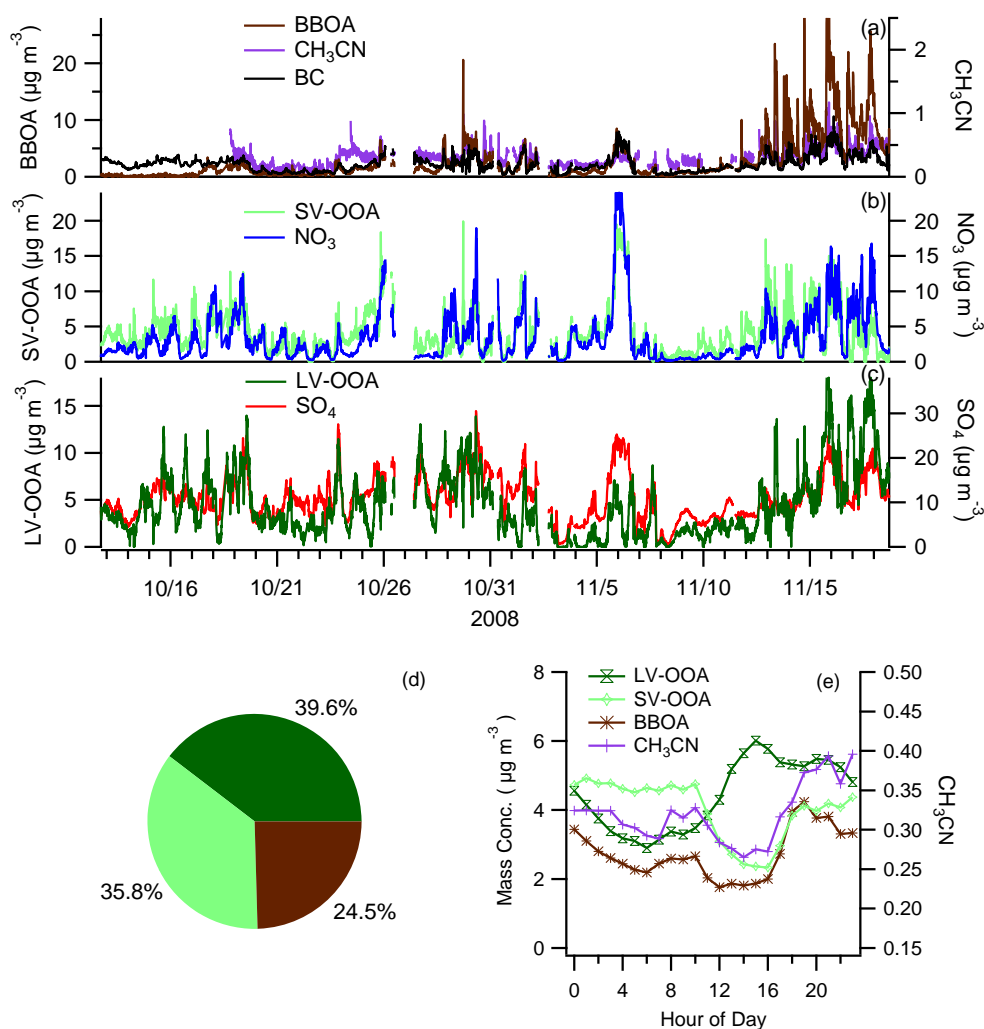 BBOA
CH3CN
BC
(a)
BBOA (μg m−3)
20
10
0
2
1
0
CH3CN
SV-OOA
NO3
(b)
SV-OOA (μg m−3)
20
15
10
5
0
20
15
10
5
0
NO3 (μg m−3)
LV-OOA
SO4
(c)
LV-OOA (μg m−3)
15
10
5
0
30
20
10
0
SO4 (μg m−3)
10/16 10/21 10/26 10/31 11/5 11/10 11/15
2008
(d)
39.6%
35.8%
24.5%
LV-OOA
SV-OOA
BBOA
CH3CN
(e)
Mass Conc. ( μg m−3 )
8
6
4
2
0
0.50
0.45
0.40
0.35
0.30
0.25
0.20
0.15
CH3CN
0 4 8 12 16 20
Hour of Day